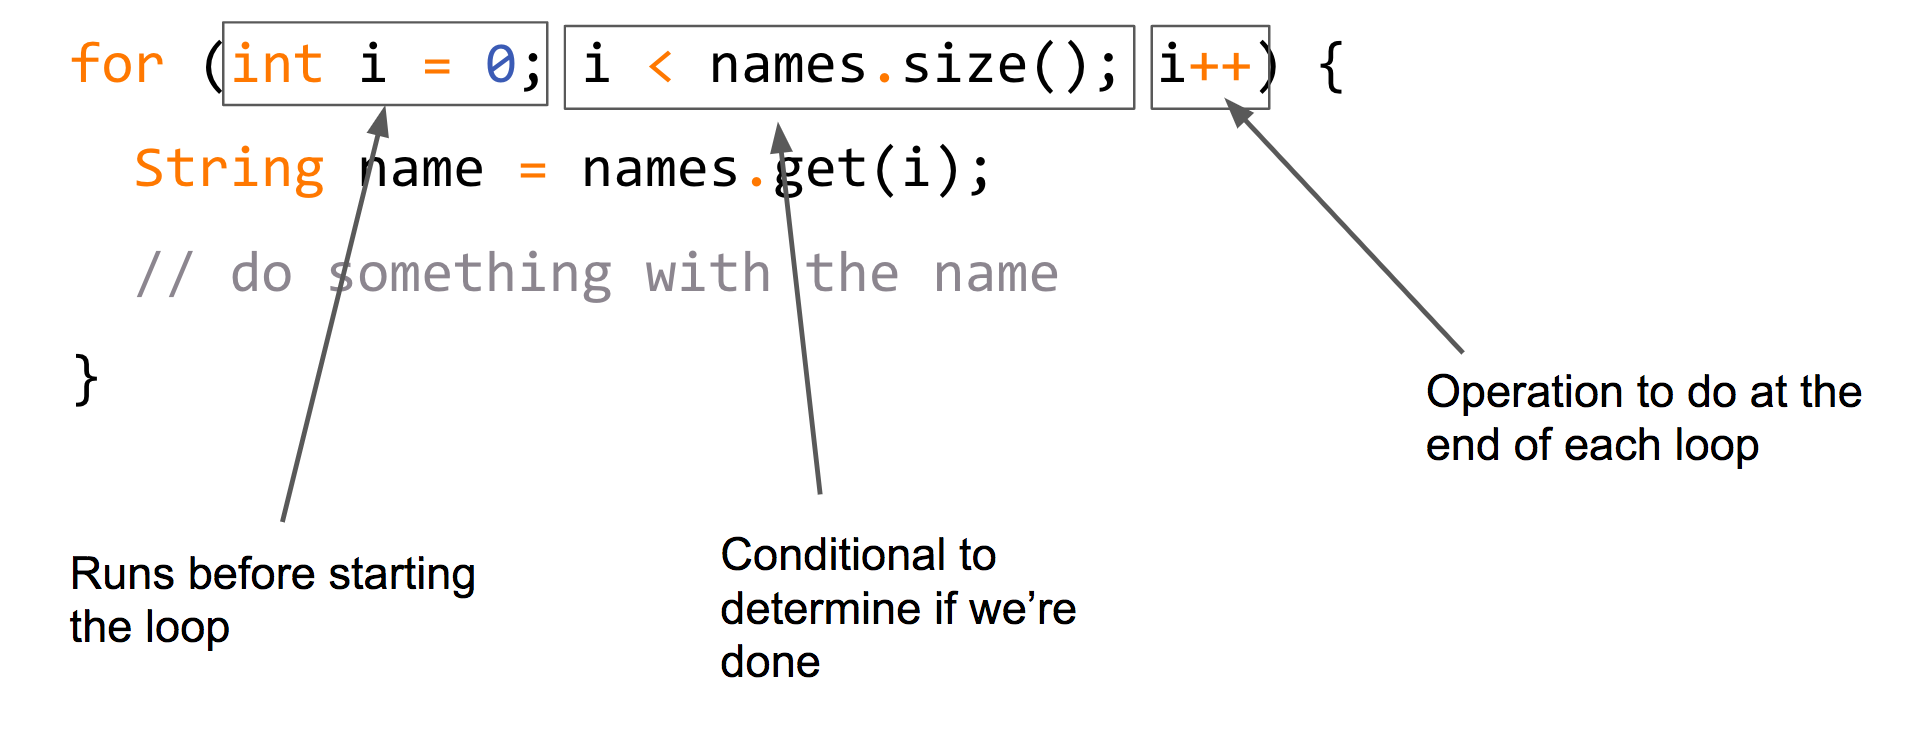 for (int i = 0; i < names.size(); i++) {
String name = names.get(i);
// do something with the name
}
Operation to do at the
end of each loop
Runs before starting
the loop
Conditional to
determine if we’re
done